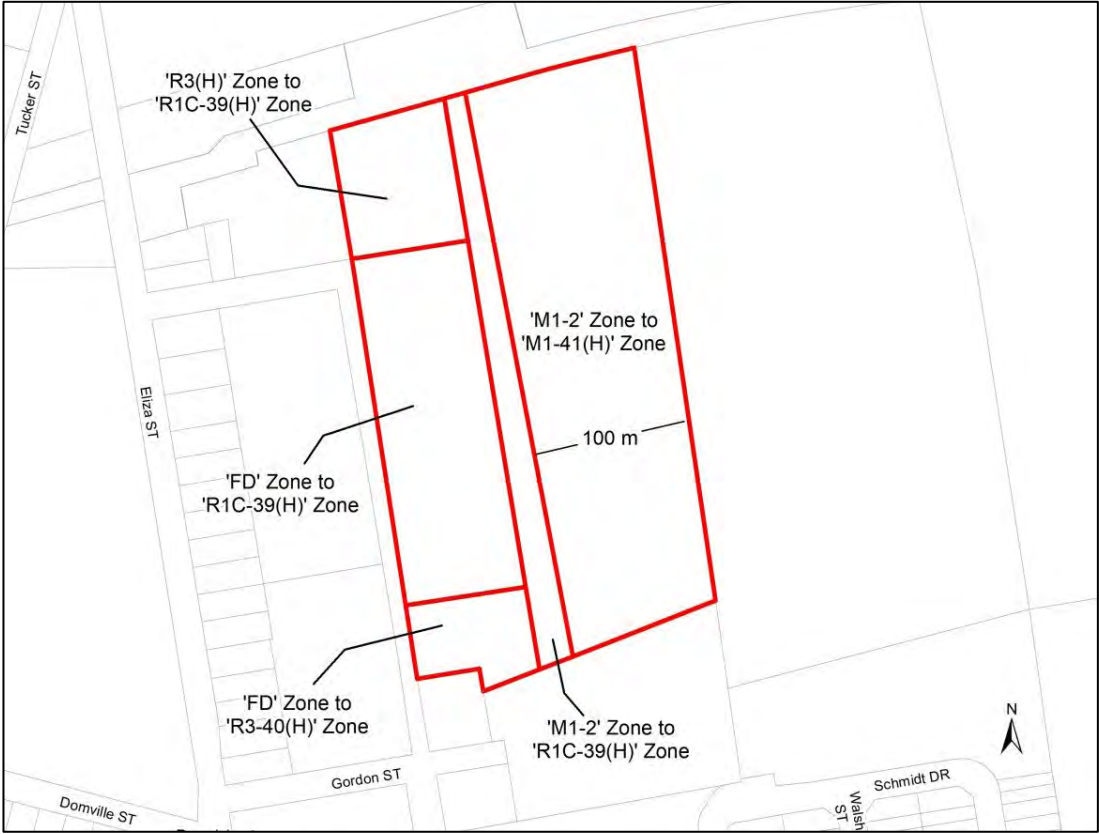 Tucker ST
'R3(H)' Zone to
'R1C-39(H)' Zone
'M1-2' Zone to
'M1-41(H)' Zone
Eliza ST
100 m
'FD' Zone to
'R1C-39(H)' Zone
'FD' Zone to
'R3-40(H)' Zone
'M1-2' Zone to
'R1C-39(H)' Zone
N
Gordon ST
Schmidt DR
Walsh
ST
Domville ST